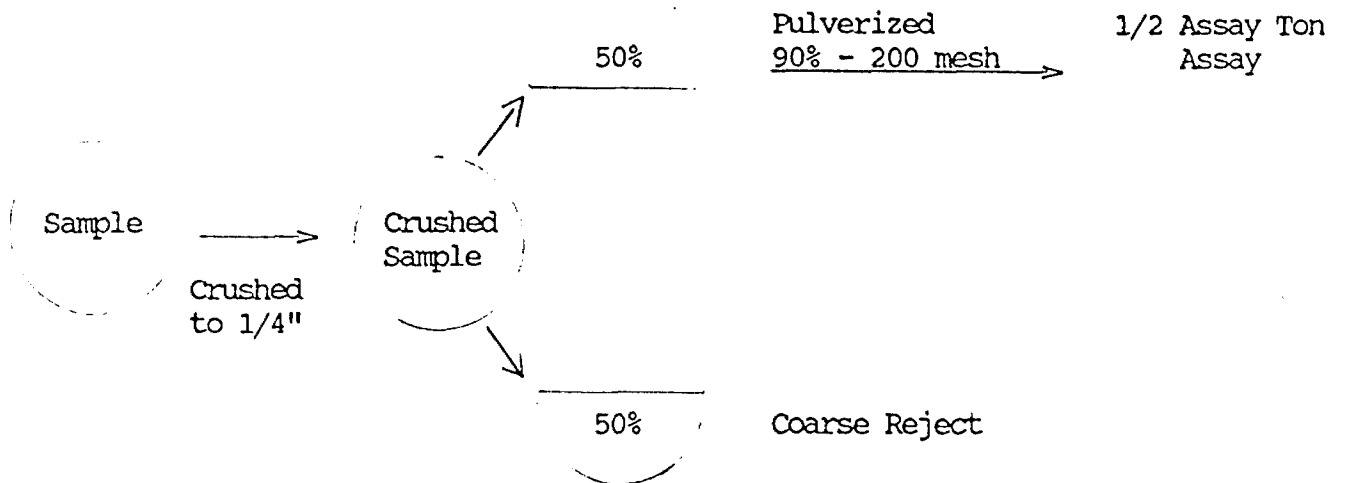 Pulverized
90% - 200 mesh
1/2 Assay Ton
Assay
50%
Sample
Crushed
to 1/4"
Crushed
Sample
50%
Coarse Reject